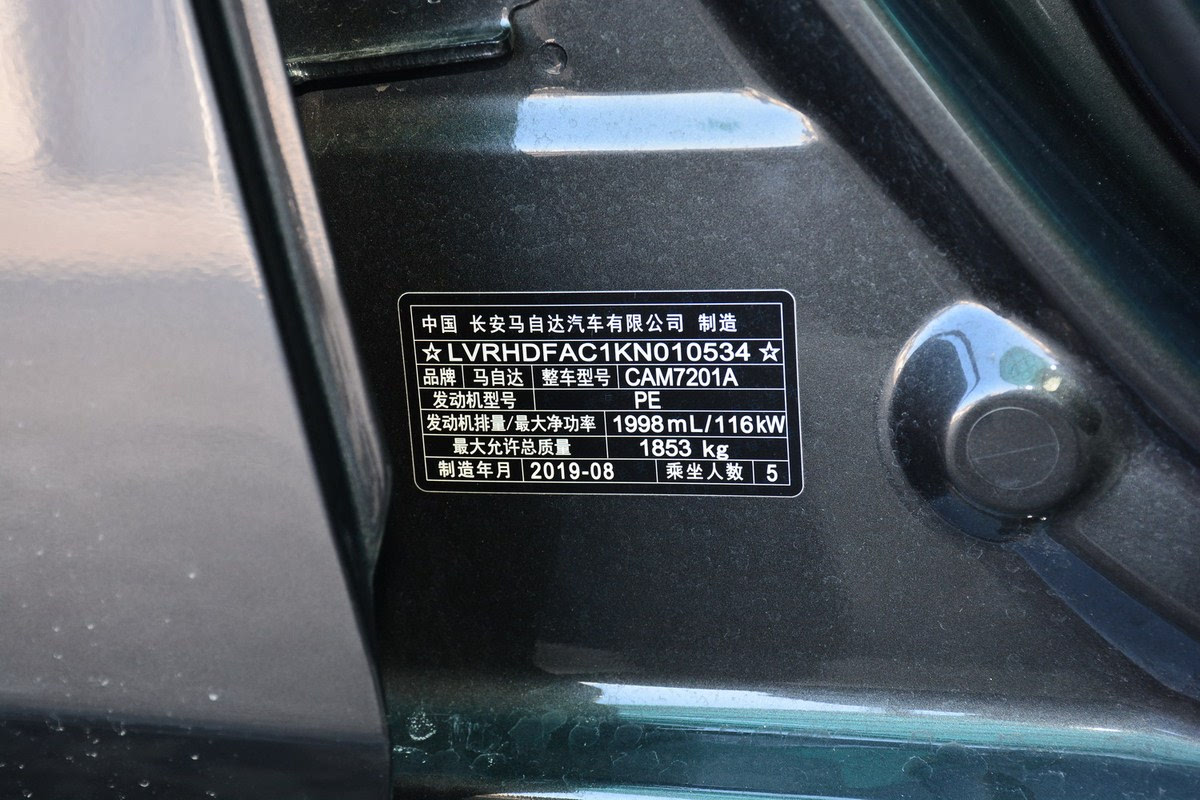 中国 长安马自达汽车有限公司 制造
☆LVRHDFAC1KN010534☆
品牌 马自达 整车型号 CAM7201A
发动机型号 PE
发动机排量/最大净功率 1998mL/116kW
最大允许总质量 1853 kg
制造年月 2019-08 乘坐人数 5